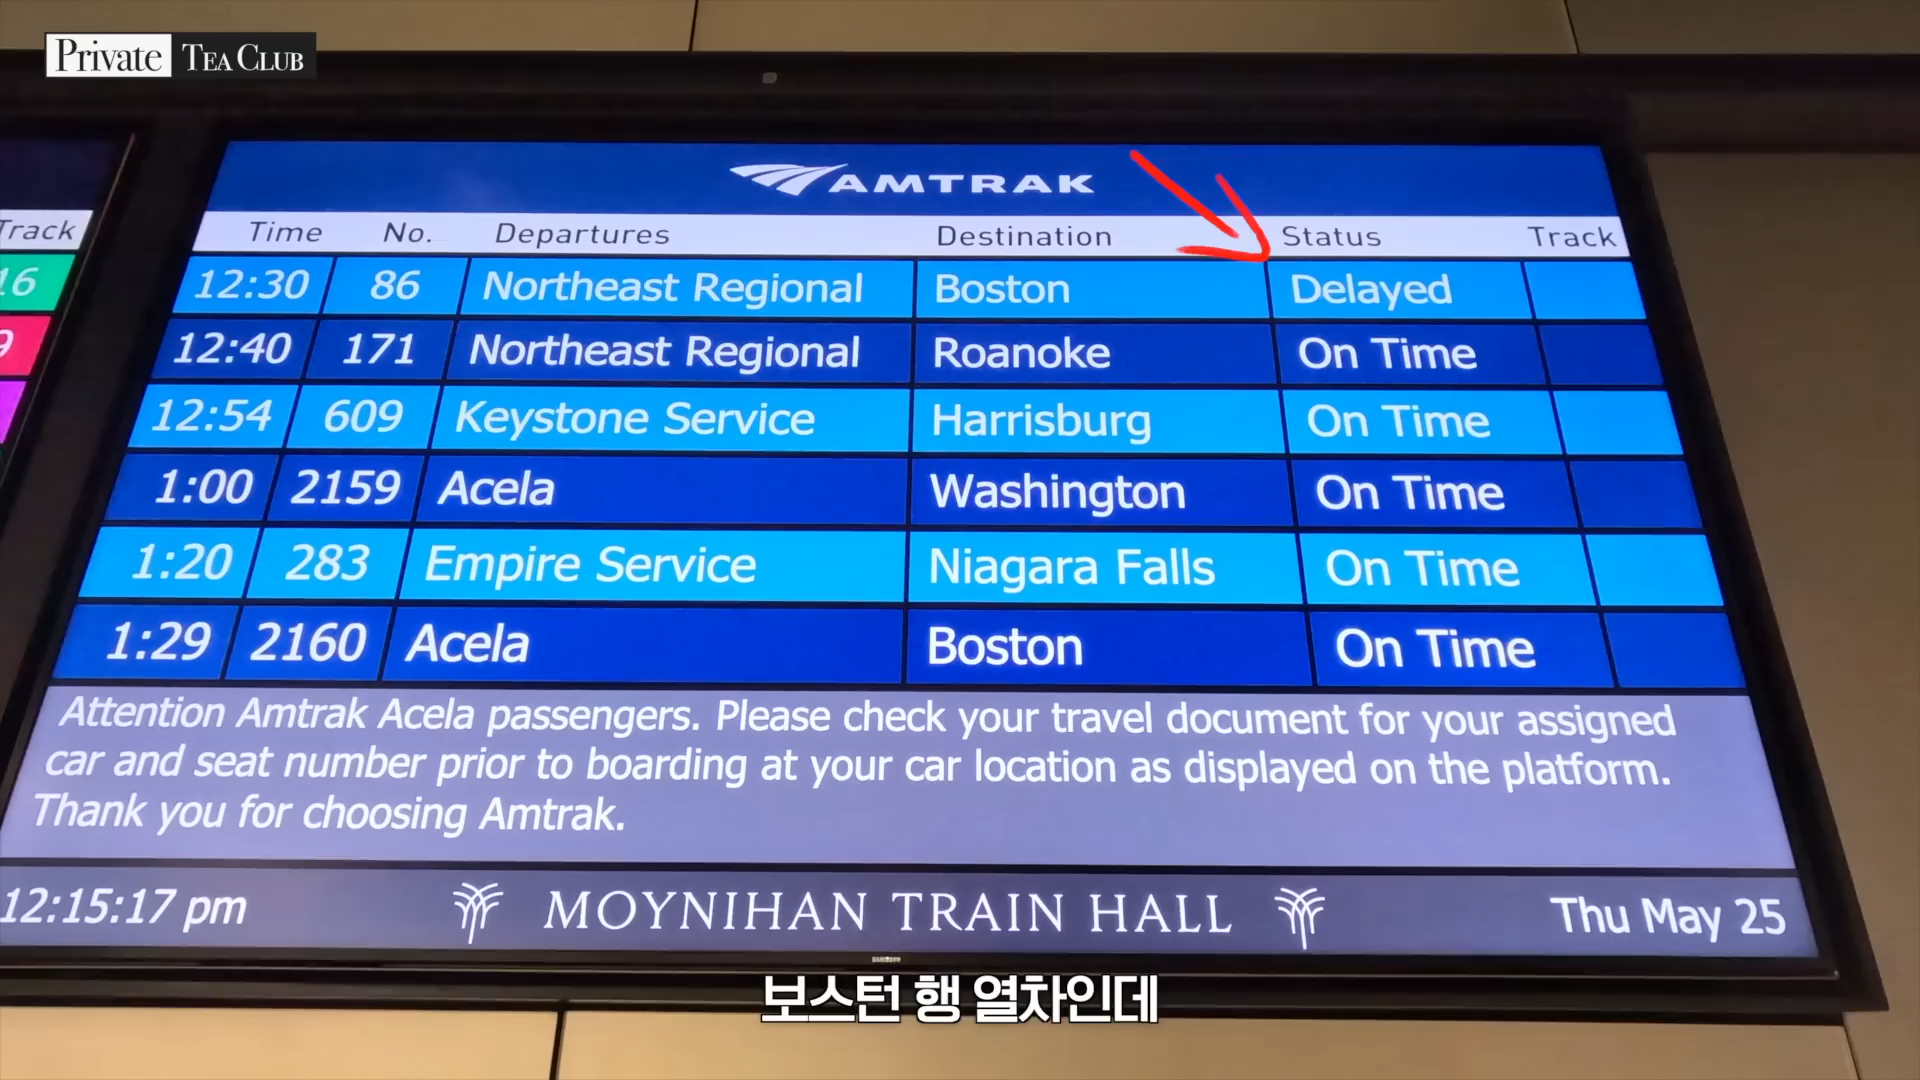 Private TEA CLUB
AMTRAK
Track
Time No. Departures Destination Status Track
16
12:30 86 Northeast Regional Boston Delayed
9
12:40 171 Northeast Regional Roanoke On Time
12:54 609 Keystone Service Harrisburg On Time
1:00 2159 Acela Washington On Time
1:20 283 Empire Service Niagara Falls On Time
1:29 2160 Acela Boston On Time
Attention Amtrak Acela passengers. Please check your travel document for your assigned
car and seat number prior to boarding at your car location as displayed on the platform.
Thank you for choosing Amtrak.
12:15:17 pm MOYNIHAN TRAIN HALL Thu May 25
SAMSUNG
보스턴 행 열차인데